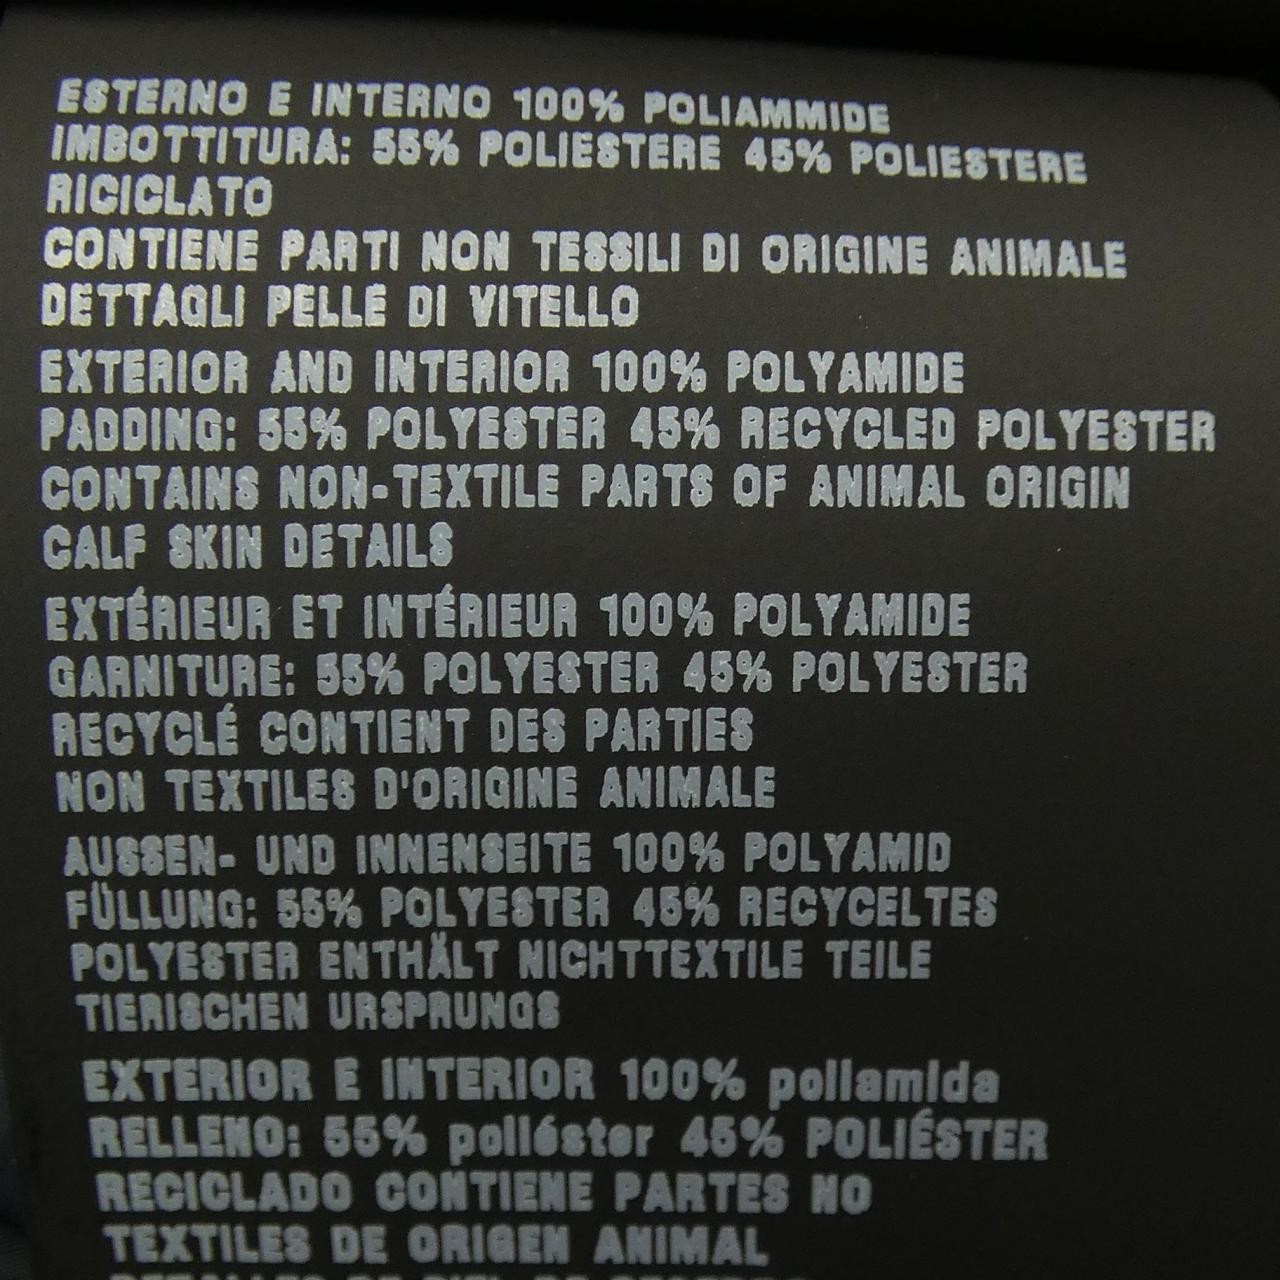 ESTERNO E INTERNO 100% POLIAMMIDE
IMBOTTITURA: 55% POLIESTERE 45% POLIESTERE
RICICLATO
CONTIENE PARTI NON TESSILI DI ORIGINE ANIMALE
DETTAGLI PELLE DI VITELLO
EXTERIOR AND INTERIOR 100% POLYAMIDE
PADDING: 55% POLYESTER 45% RECYCLED POLYESTER
CONTAINS NON-TEXTILE PARTS OF ANIMAL ORIGIN
CALF SKIN DETAILS
EXTÉRIEUR ET INTÉRIEUR 100% POLYAMIDE
GARNITURE: 55% POLYESTER 45% POLYESTER
RECYCLÉ CONTIENT DES PARTIES
NON TEXTILES D'ORIGINE ANIMALE
AUSSEN- UND INNENSEITE 100% POLYAMID
FÜLLUNG: 55% POLYESTER 45% RECYCELTES
POLYESTER ENTHÄLT NICHTTEXTILE TEILE
TIERISCHEN URSPRUNGS
EXTERIOR E INTERIOR 100% poliamida
RELLENO: 55% poliéster 45% POLIÉSTER
RECICLADO CONTIENE PARTES NO
TEXTILES DE ORIGEN ANIMAL